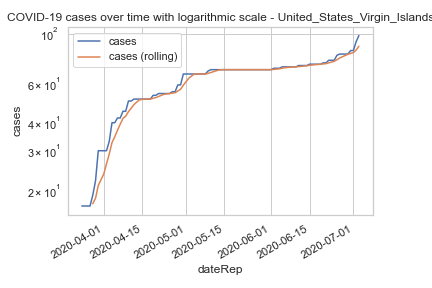 COVID-19 cases over time with logarithmic scale - United_States_Virgin_Islands
cases
cases (rolling)
10²
6 × 10¹
4 × 10¹
3 × 10¹
2 × 10¹
cases
2020-04-01
2020-04-15
2020-05-01
2020-05-15
2020-06-01
2020-06-15
2020-07-01
dateRep